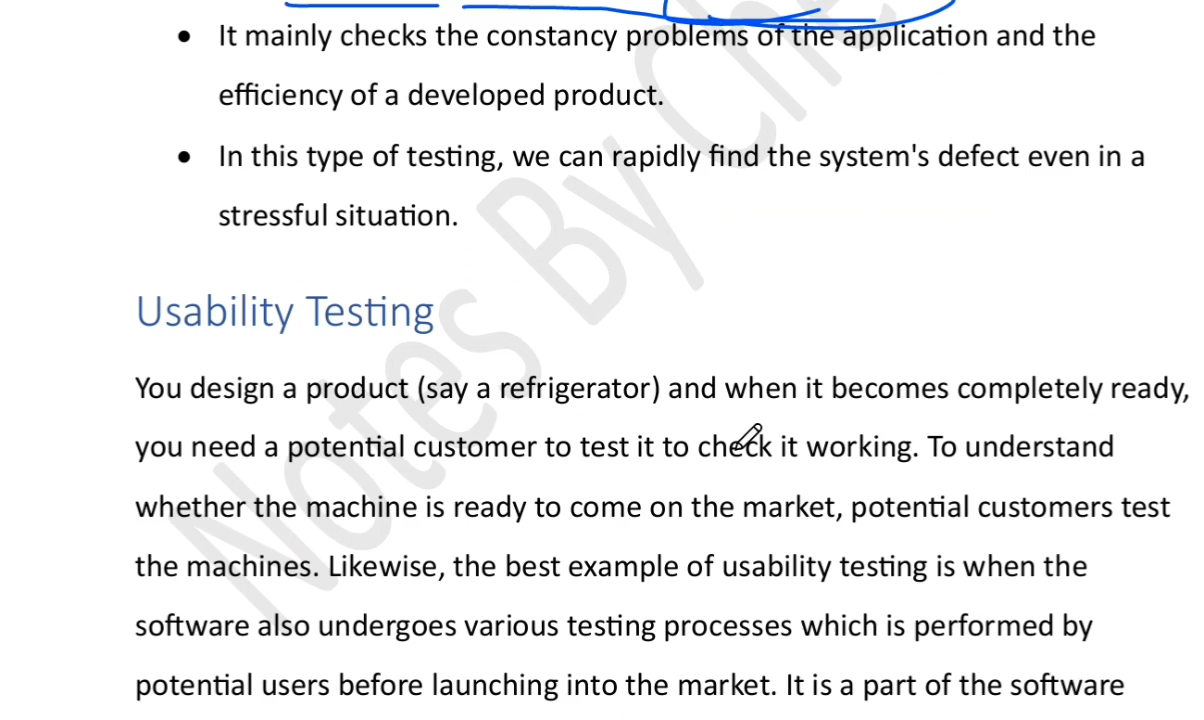 • It mainly checks the constancy problems of the application and the
efficiency of a developed product.
• In this type of testing, we can rapidly find the system's defect even in a
stressful situation.
Usability Testing
You design a product (say a refrigerator) and when it becomes completely ready,
you need a potential customer to test it to check it working. To understand
whether the machine is ready to come on the market, potential customers test
the machines. Likewise, the best example of usability testing is when the
software also undergoes various testing processes which is performed by
potential users before launching into the market. It is a part of the software
Notes By